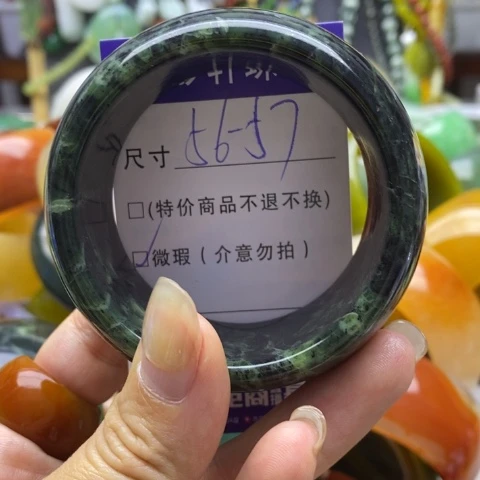 尺寸 56-57
□(特价商品不退不换)
☑微瑕(介意勿拍)